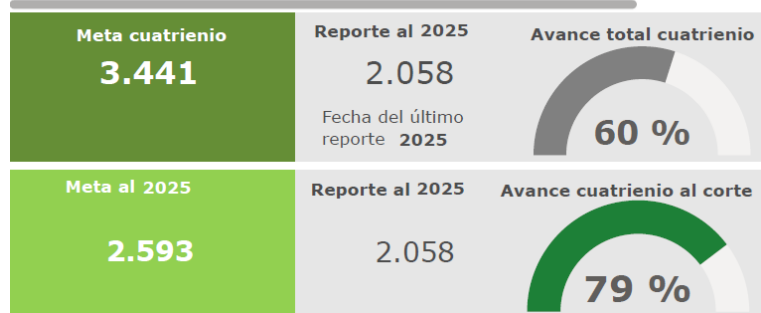 Meta cuatrienio
3.441
Reporte al 2025
2.058
Fecha del último
reporte 2025
Avance total cuatrienio
60 %
Meta al 2025
2.593
Reporte al 2025
2.058
Avance cuatrienio al corte
79 %